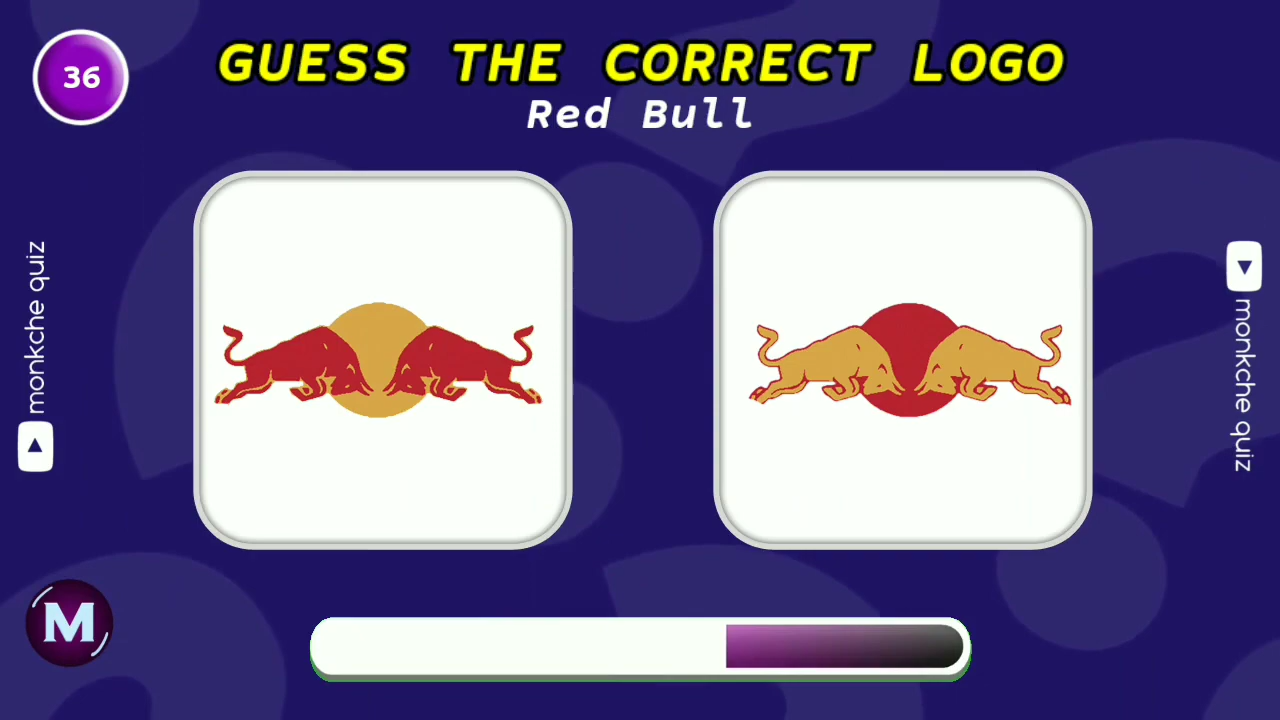 36
GUESS THE CORRECT LOGO
Red Bull
monkche quiz
monkche quiz
M